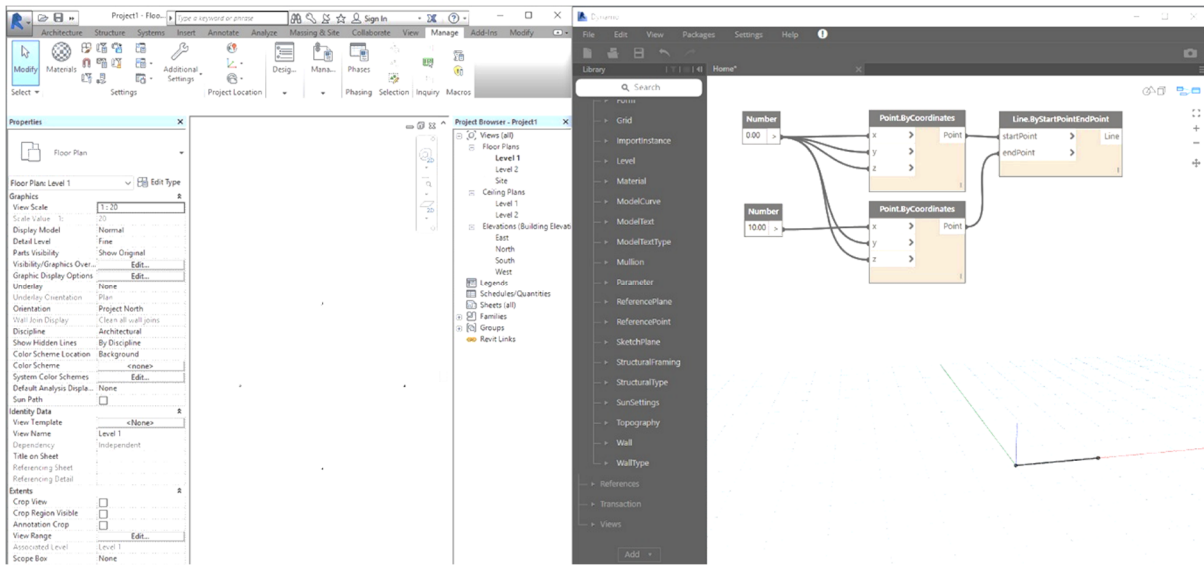 Project1 - Floo...
Type a keyword or phrase
Sign In
Architecture Structure Systems Insert Annotate Analyze Massing & Site Collaborate View Manage Add-Ins Modify
Modify
Materials
Additional Settings
Desig...
Mana...
Phases
Select
Settings
Project Location
Phasing
Selection
Inquiry
Macros
Properties
Floor Plan
Floor Plan: Level 1
Edit Type
Graphics
View Scale 1 : 20
Scale Value 1: 20
Display Model Normal
Detail Level Fine
Parts Visibility Show Original
Visibility/Graphics Over... Edit...
Graphic Display Options Edit...
Underlay None
Underlay Orientation Plan
Orientation Project North
Wall Join Display Clean all wall joins
Discipline Architectural
Show Hidden Lines By Discipline
Color Scheme Location Background
Color Scheme <none>
System Color Schemes Edit...
Default Analysis Displa... None
Sun Path
Identity Data
View Template <None>
View Name Level 1
Dependency Independent
Title on Sheet
Referencing Sheet
Referencing Detail
Extents
Crop View
Crop Region Visible
Annotation Crop
View Range Edit...
Associated Level Level 1
Scope Box None
2D
Project Browser - Project1
Views (all)
Floor Plans
Level 1
Level 2
Site
Ceiling Plans
Level 1
Level 2
Elevations (Building Elevati
East
North
South
West
Legends
Schedules/Quantities
Sheets (all)
Families
Groups
Revit Links
Dynamo
File Edit View Packages Settings Help
Library
Home*
Search
Form
Grid
ImportInstance
Level
Material
ModelCurve
ModelText
ModelTextType
Mullion
Parameter
ReferencePlane
ReferencePoint
SketchPlane
StructuralFraming
StructuralType
SunSettings
Topography
Wall
WallType
References
Transaction
Views
Add
Number
0.00 >
Number
10.00 >
Point.ByCoordinates
x > Point
y >
z >
Point.ByCoordinates
x > Point
y >
z >
Line.ByStartPointEndPoint
startPoint > Line
endPoint >